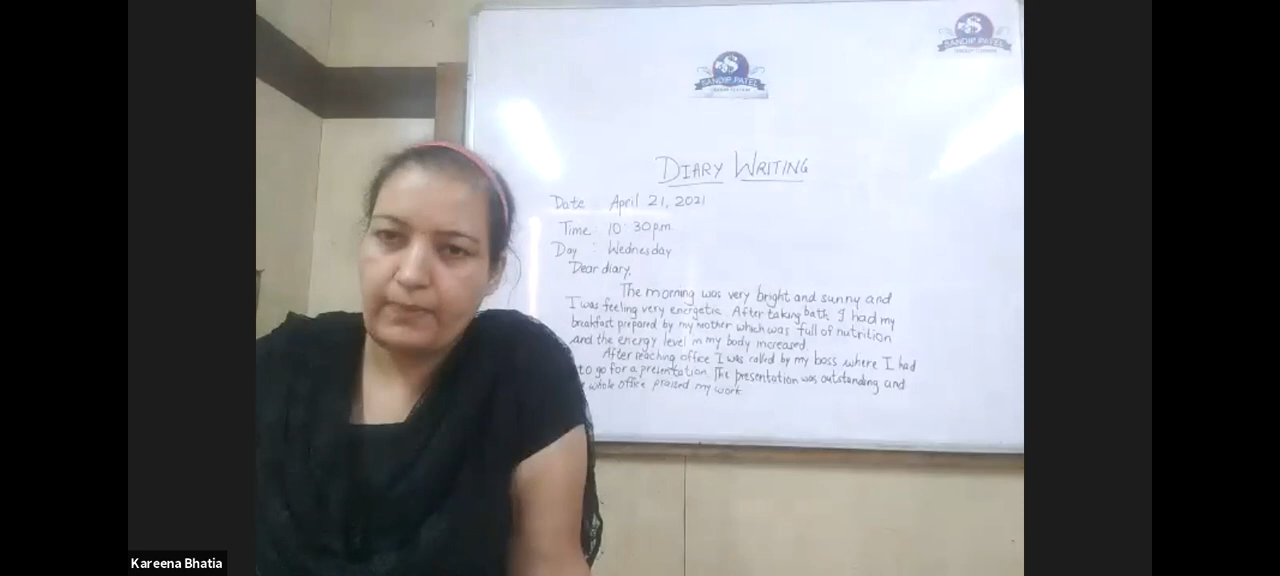 SANDIP PATEL
SANDIP PATEL
DIARY WRITING
Date : April 21, 2021
Time : 10:30pm
Day : Wednesday
Dear diary,
The morning was very bright and sunny and
I was feeling very energetic. After taking bath, I had my
breakfast prepared by my mother which was full of nutrition
and the energy level in my body increased.
After reaching office I was called by my boss where I had
to go for a presentation. The presentation was outstanding and
whole office praised my work
Kareena Bhatia